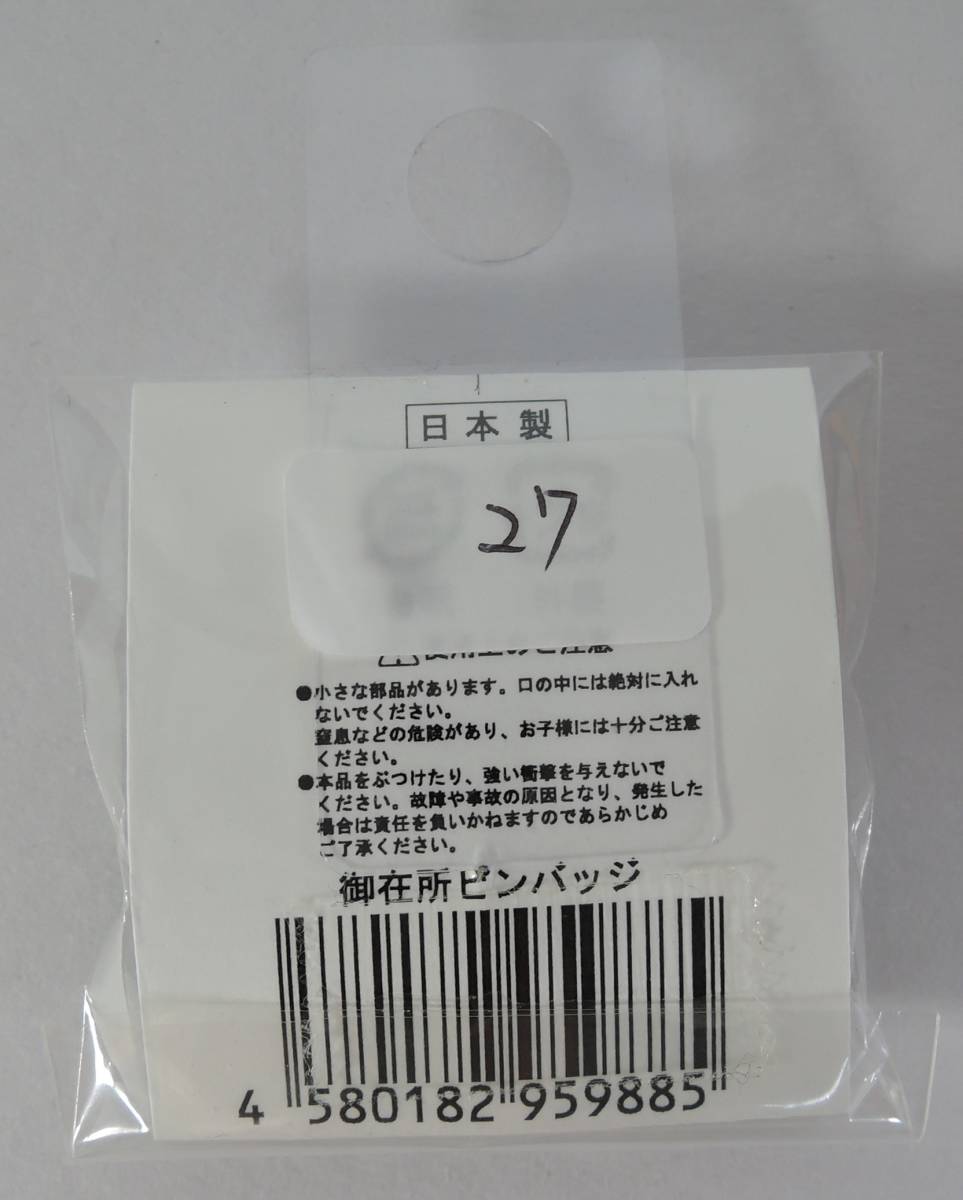 日本製
27
使用上のご注意
●小さな部品があります。口の中には絶対に入れ
ないでください。
窒息などの危険があり、お子様には十分ご注意
ください。
●本品をぶつけたり、強い衝撃を与えないで
ください。故障や事故の原因となり、発生した
場合は責任を負いかねますのであらかじめ
ご了承ください。
御在所ピンバッジ
4 580182 959885